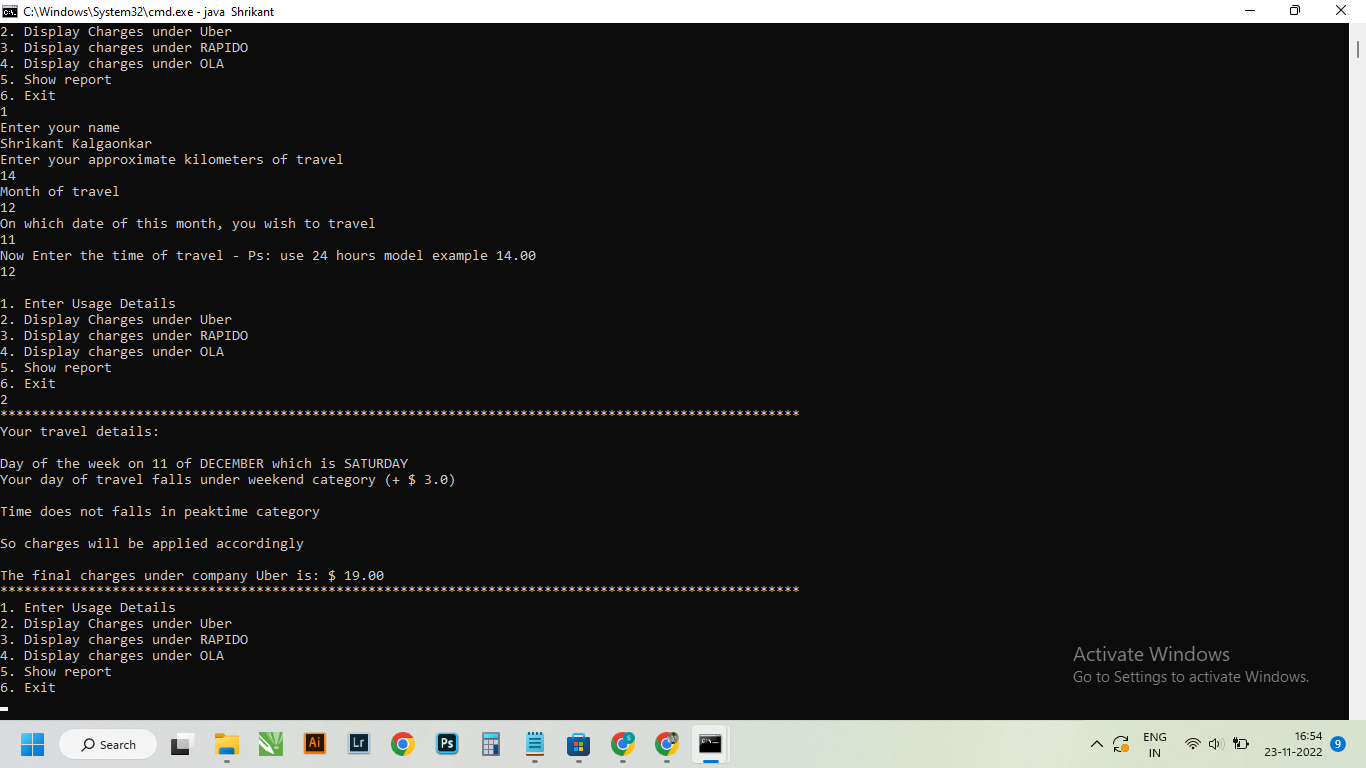 C:\Windows\System32\cmd.exe - java Shrikant
2. Display Charges under Uber
3. Display charges under RAPIDO
4. Display charges under OLA
5. Show report
6. Exit
1
Enter your name
Shrikant Kalgaonkar
Enter your approximate kilometers of travel
14
Month of travel
12
On which date of this month, you wish to travel
11
Now Enter the time of travel - Ps: use 24 hours model example 14.00
12
1. Enter Usage Details
2. Display Charges under Uber
3. Display charges under RAPIDO
4. Display charges under OLA
5. Show report
6. Exit
2
****************************************************************************************************
Your travel details:
Day of the week on 11 of DECEMBER which is SATURDAY
Your day of travel falls under weekend category (+ $ 3.0)
Time does not falls in peaktime category
So charges will be applied accordingly
The final charges under company Uber is: $ 19.00
****************************************************************************************************
1. Enter Usage Details
2. Display Charges under Uber
3. Display charges under RAPIDO
4. Display charges under OLA
5. Show report
6. Exit
Activate Windows
Go to Settings to activate Windows.
Search
Ai
Lr
Ps
ENG
IN
16:54
23-11-2022
9